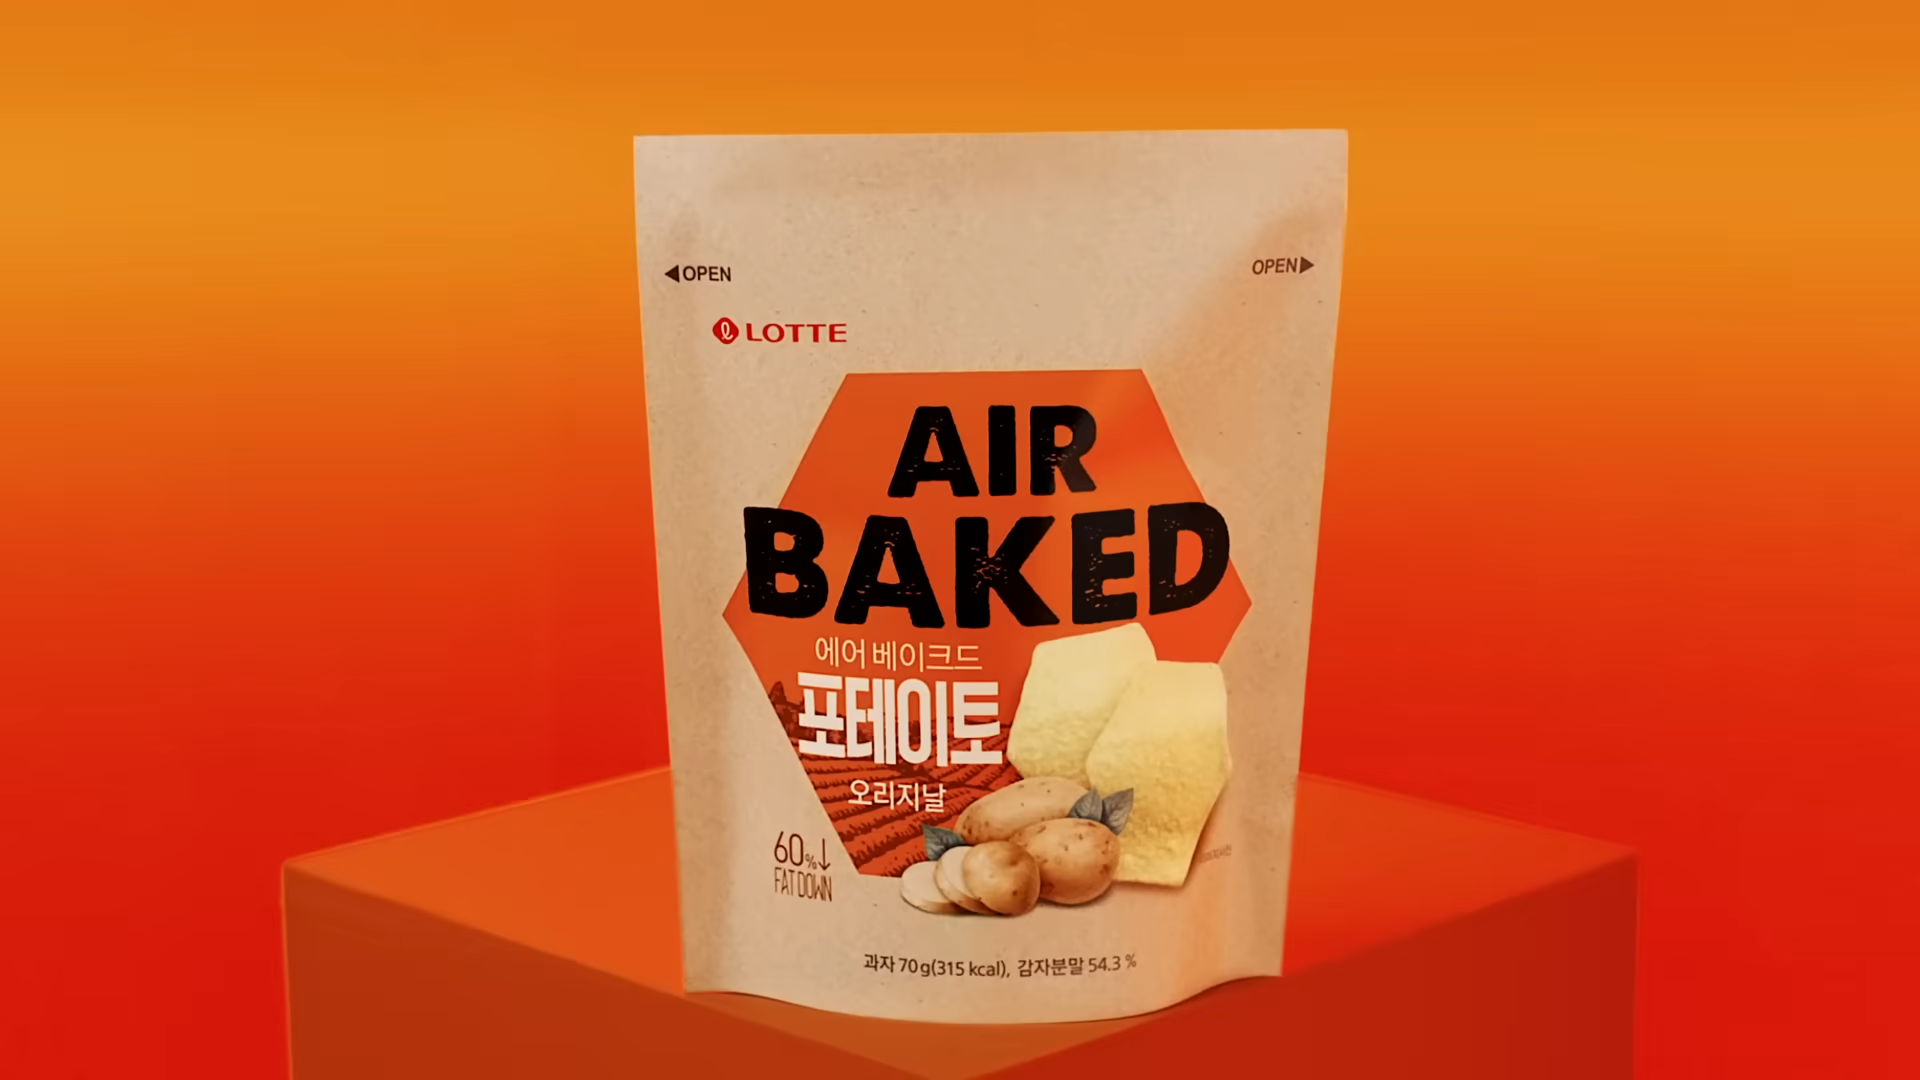 OPEN
OPEN
LOTTE
AIR
BAKED
에어 베이크드
포테이토
오리지날
60%↓
FAT DOWN
과자 70g(315 kcal), 감자분말 54.3 %